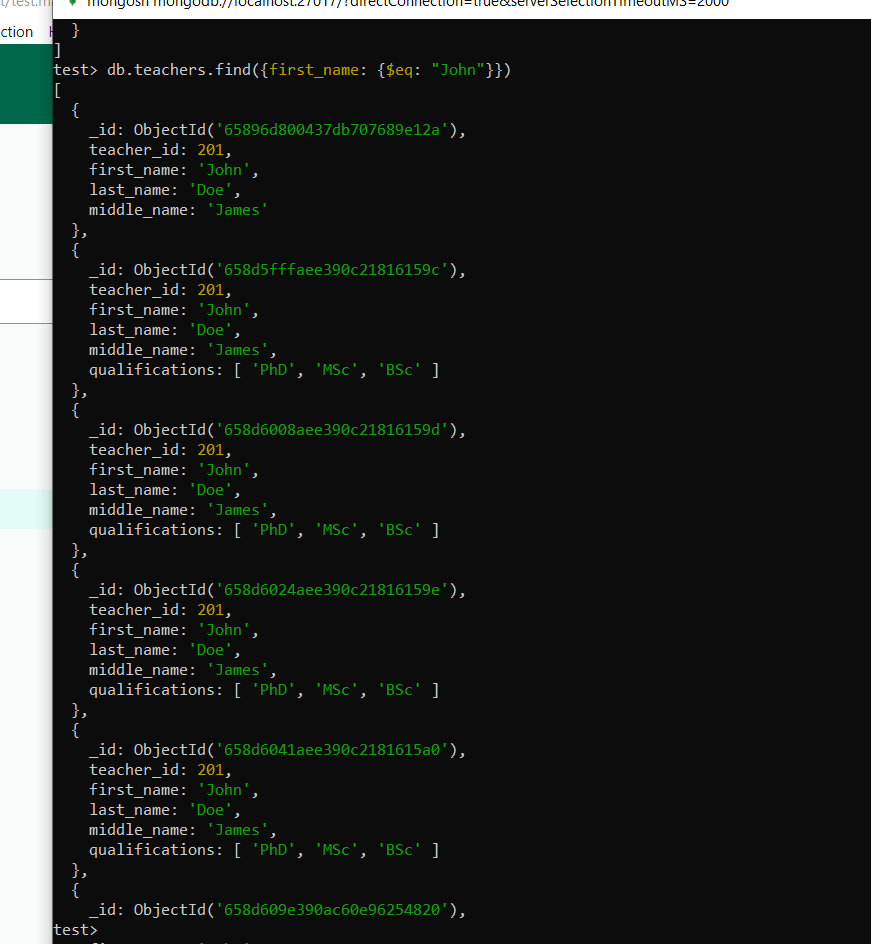 t/test.m
ction
mongosh mongodb://localhost:27017/?directConnection=true&serverSelectionTimeoutMS=2000
}
]
test> db.teachers.find({first_name: {$eq: "John"}})
[
{
_id: ObjectId('65896d800437db707689e12a'),
teacher_id: 201,
first_name: 'John',
last_name: 'Doe',
middle_name: 'James'
},
{
_id: ObjectId('658d5fffaee390c21816159c'),
teacher_id: 201,
first_name: 'John',
last_name: 'Doe',
middle_name: 'James',
qualifications: [ 'PhD', 'MSc', 'BSc' ]
},
{
_id: ObjectId('658d6008aee390c21816159d'),
teacher_id: 201,
first_name: 'John',
last_name: 'Doe',
middle_name: 'James',
qualifications: [ 'PhD', 'MSc', 'BSc' ]
},
{
_id: ObjectId('658d6024aee390c21816159e'),
teacher_id: 201,
first_name: 'John',
last_name: 'Doe',
middle_name: 'James',
qualifications: [ 'PhD', 'MSc', 'BSc' ]
},
{
_id: ObjectId('658d6041aee390c2181615a0'),
teacher_id: 201,
first_name: 'John',
last_name: 'Doe',
middle_name: 'James',
qualifications: [ 'PhD', 'MSc', 'BSc' ]
},
{
_id: ObjectId('658d609e390ac60e96254820'),
test>